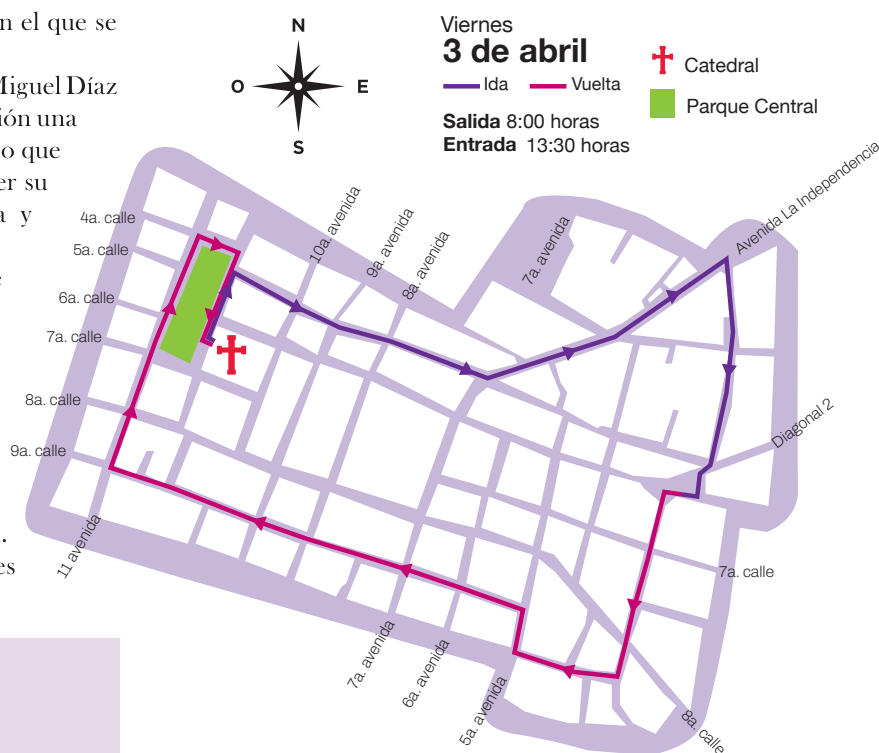 n el que se
Miguel Díaz
ión una
o que
er su
a y
.
es
N
O
E
S
Viernes
3 de abril
Ida
Vuelta
Salida 8:00 horas
Entrada 13:30 horas
Catedral
Parque Central
4a. calle
5a. calle
6a. calle
7a. calle
8a. calle
9a. calle
11 avenida
10a. avenida
9a. avenida
8a. avenida
7a. avenida
Avenida La Independencia
Diagonal 2
7a. calle
8a. calle
7a. avenida
6a. avenida
5a. avenida